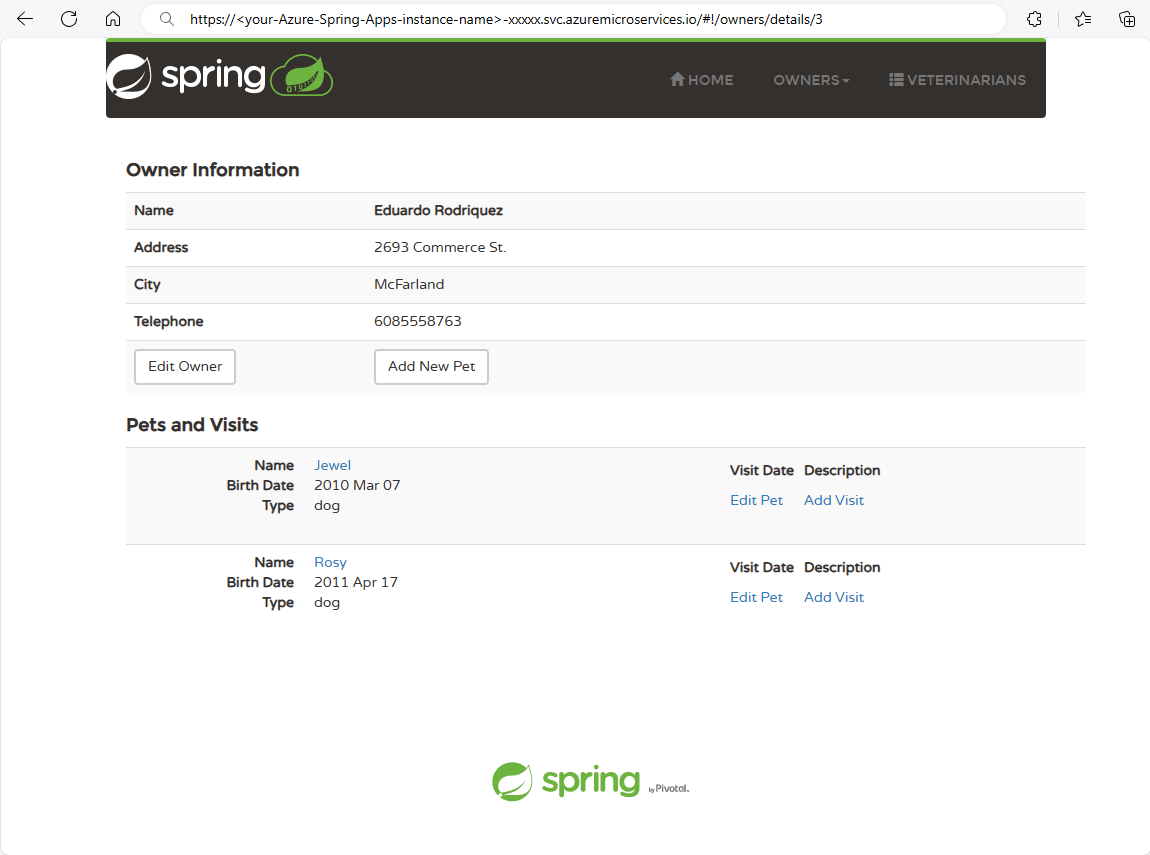 https://<your-Azure-Spring-Apps-instance-name>-xxxxx.svc.azuremicroservices.io/#!/owners/details/3
spring HOME OWNERS VETERINARIANS
Owner Information
Name Eduardo Rodriquez
Address 2693 Commerce St.
City McFarland
Telephone 6085558763
Edit Owner Add New Pet
Pets and Visits
Name Jewel Visit Date Description
Birth Date 2010 Mar 07
Type dog Edit Pet Add Visit
Name Rosy Visit Date Description
Birth Date 2011 Apr 17
Type dog Edit Pet Add Visit
spring by Pivotal.